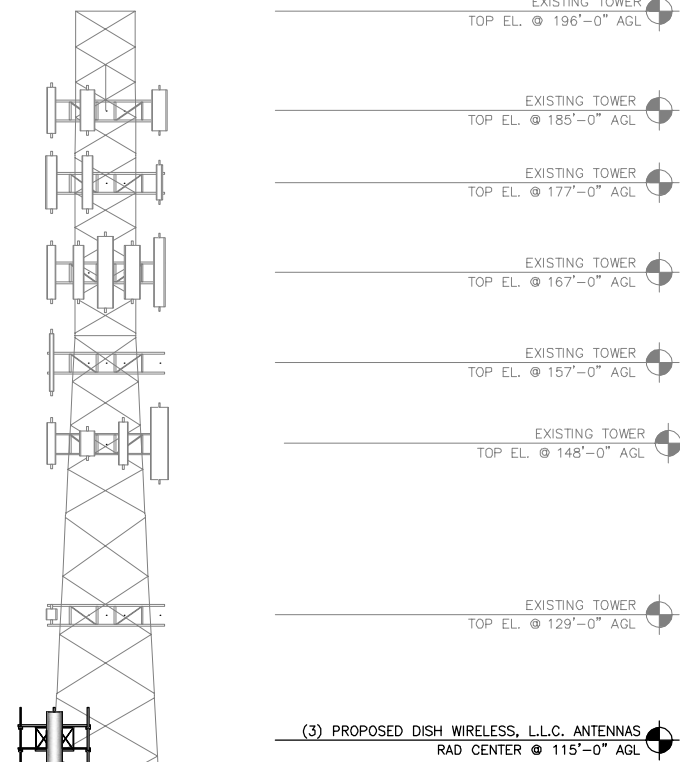 EXISTING TOWER
TOP EL. @ 196'-0" AGL
EXISTING TOWER
TOP EL. @ 185'-0" AGL
EXISTING TOWER
TOP EL. @ 177'-0" AGL
EXISTING TOWER
TOP EL. @ 167'-0" AGL
EXISTING TOWER
TOP EL. @ 157'-0" AGL
EXISTING TOWER
TOP EL. @ 148'-0" AGL
EXISTING TOWER
TOP EL. @ 129'-0" AGL
(3) PROPOSED DISH WIRELESS, L.L.C. ANTENNAS
RAD CENTER @ 115'-0" AGL